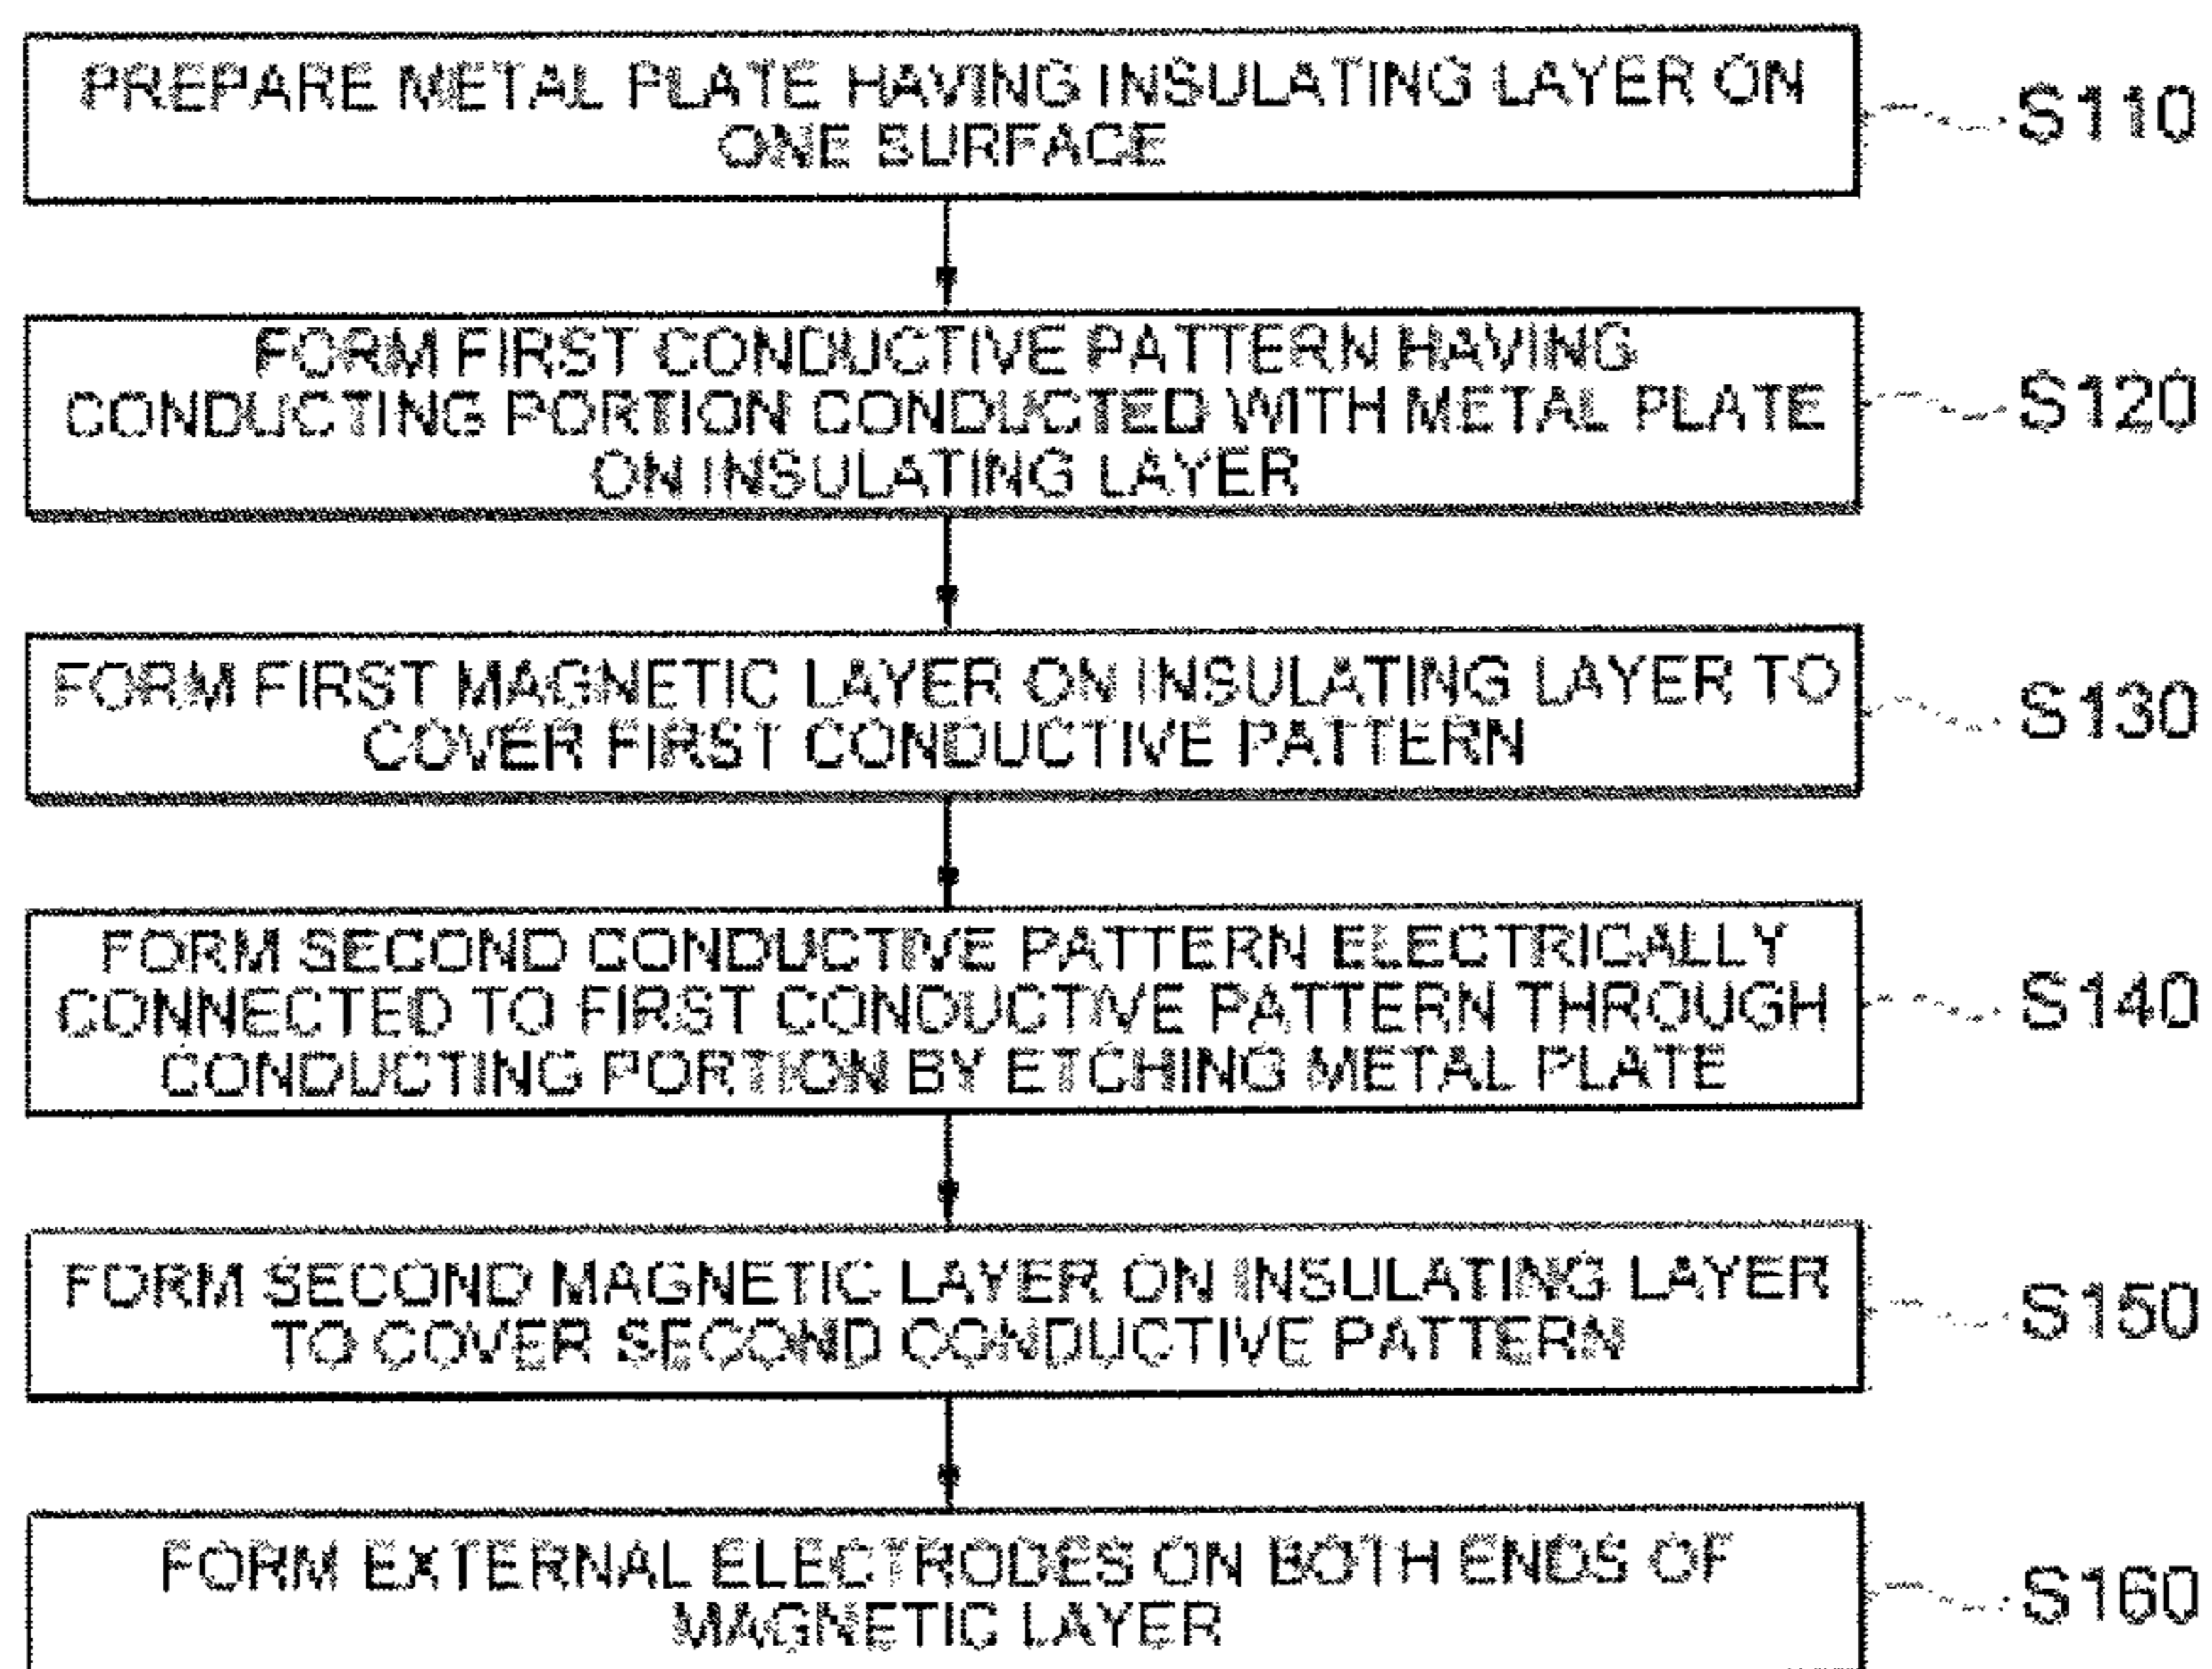 PREPARE METAL PLATE HAVING INSULATING LAYER ON
ONE SURFACE
S110
FORM FIRST CONDUCTIVE PATTERN HAVING
CONDUCTING PORTION CONDUCTED WITH METAL PLATE
ON INSULATING LAYER
S120
FORM FIRST MAGNETIC LAYER ON INSULATING LAYER TO
COVER FIRST CONDUCTIVE PATTERN
S130
FORM SECOND CONDUCTIVE PATTERN ELECTRICALLY
CONNECTED TO FIRST CONDUCTIVE PATTERN THROUGH
CONDUCTING PORTION BY ETCHING METAL PLATE
S140
FORM SECOND MAGNETIC LAYER ON INSULATING LAYER
TO COVER SECOND CONDUCTIVE PATTERN
S150
FORM EXTERNAL ELECTRODES ON BOTH ENDS OF
MAGNETIC LAYER
S160